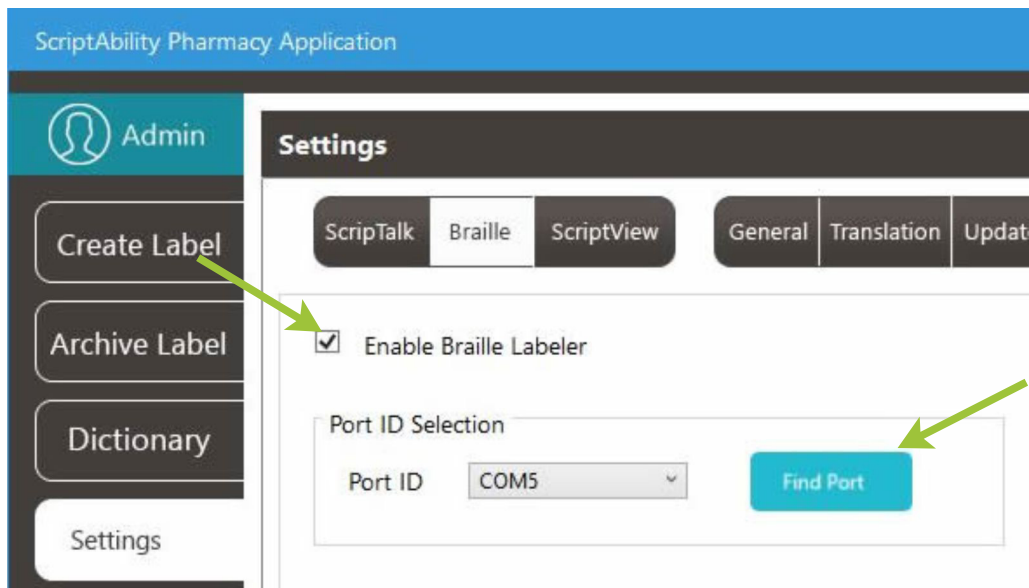 ScriptAbility Pharmacy Application
Admin
Create Label
Archive Label
Dictionary
Settings
Settings
ScripTalk Braille ScriptView General Translation Updat
Enable Braille Labeler
Port ID Selection
Port ID COM5 Find Port